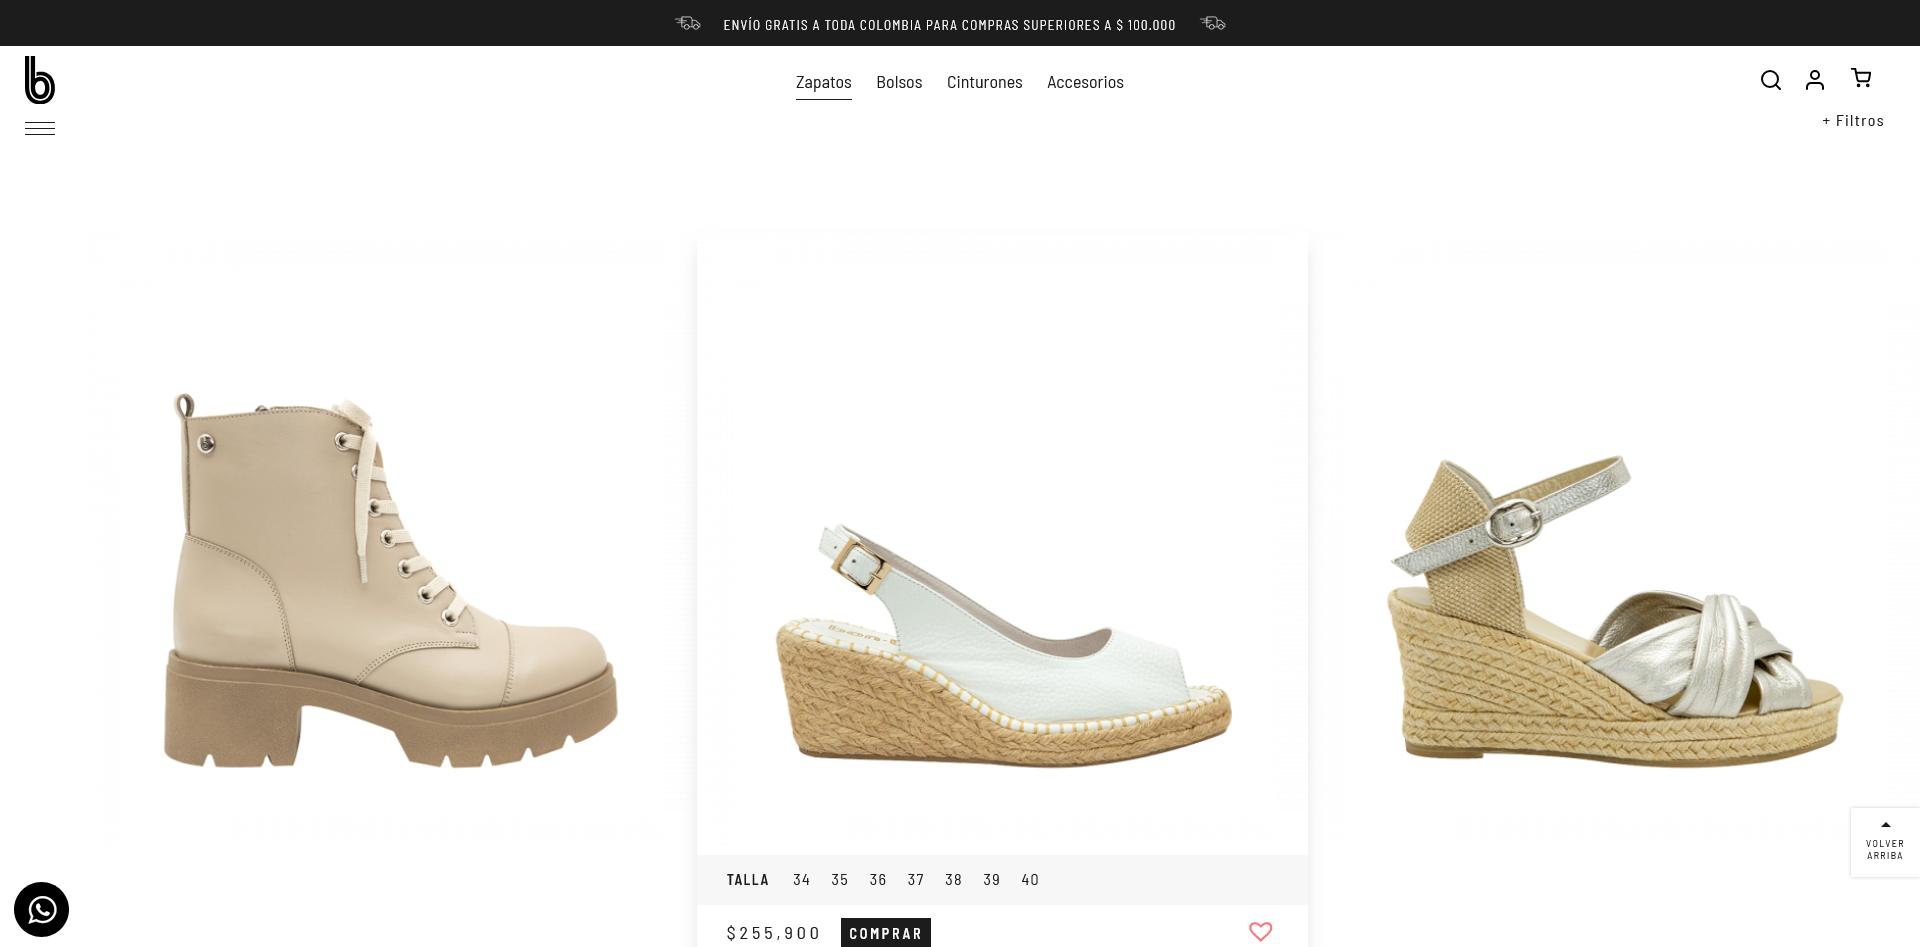 ENVÍO GRATIS A TODA COLOMBIA PARA COMPRAS SUPERIORES A $ 100.000
b
Zapatos Bolsos Cinturones Accesorios
+ Filtros
VOLVER
ARRIBA
TALLA 34 35 36 37 38 39 40
$255,900 COMPRAR